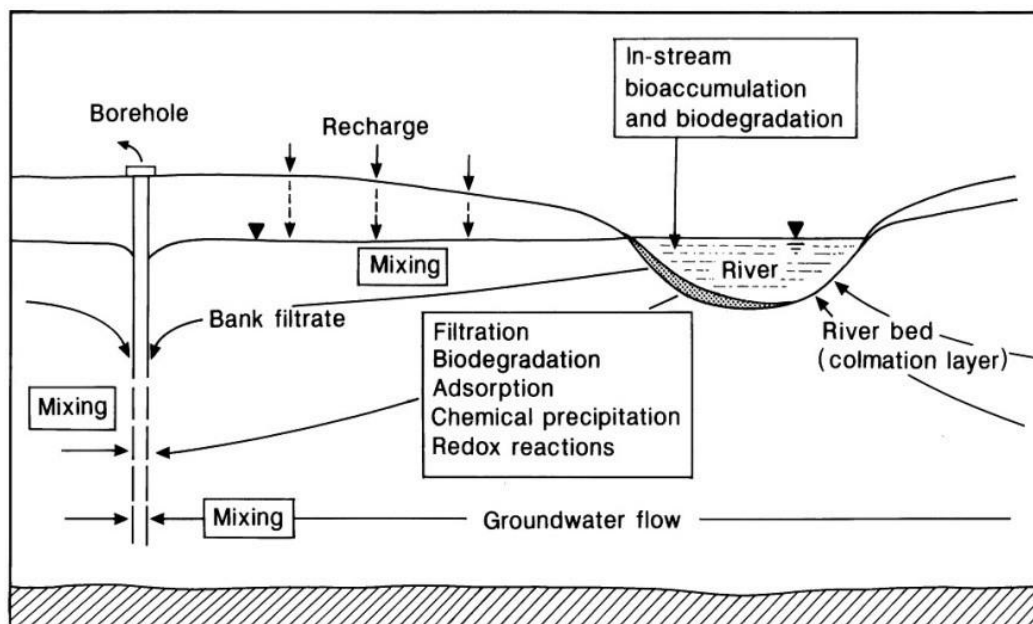 In-stream
bioaccumulation
and biodegradation
Borehole
Recharge
Mixing
River
Bank filtrate
Filtration
Biodegradation
Adsorption
Chemical precipitation
Redox reactions
River bed
(colmation layer)
Mixing
Mixing
Groundwater flow